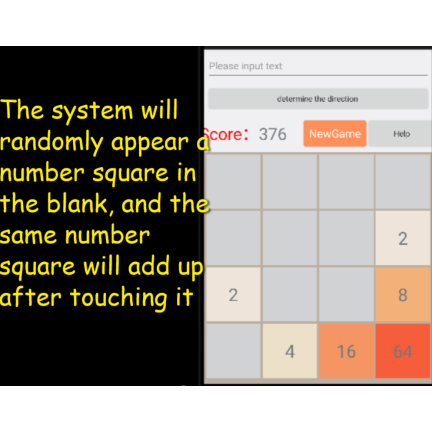 Please input text
determine the direction
The system will
randomly appear a
number square in
the blank, and the
same number
square will add up
after touching it
Score: 376 NewGame Help
2
2 8
4 16 64